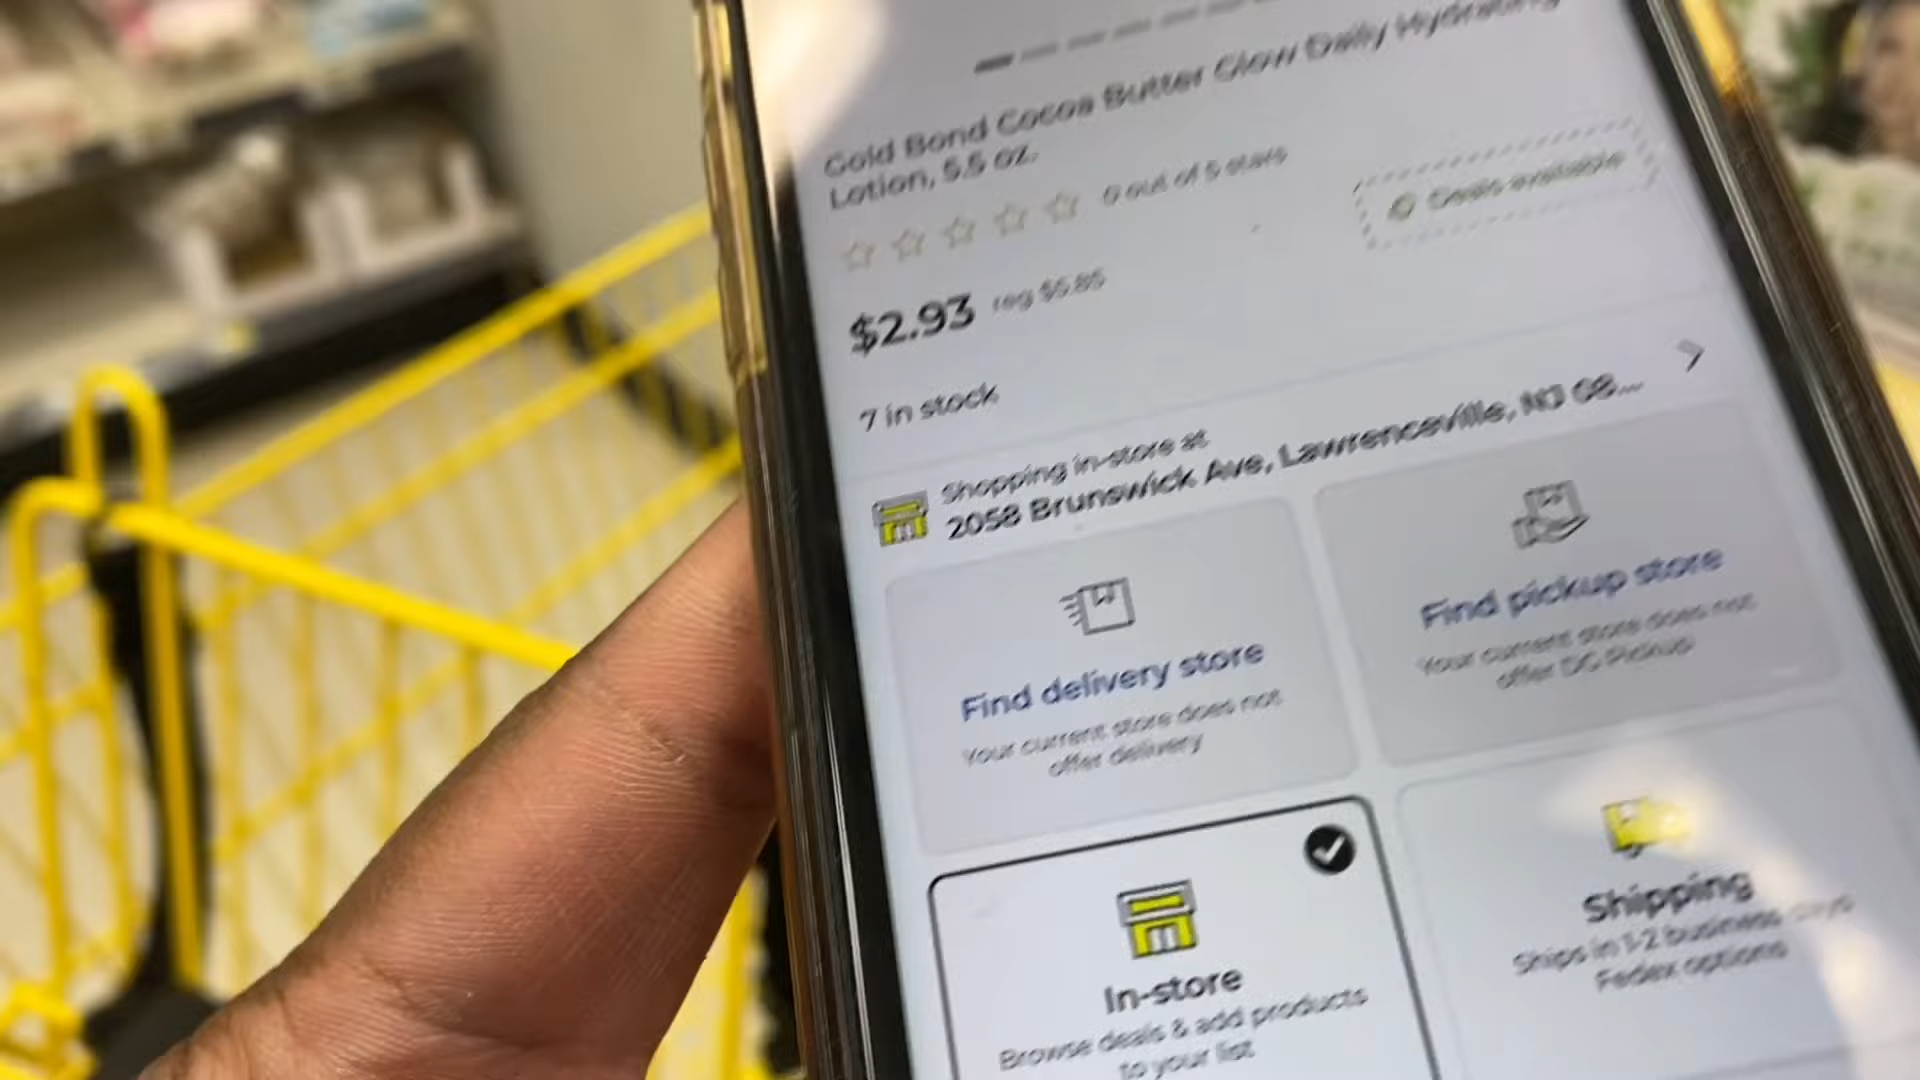 Gold Bond Cocoa Butter Glow Daily Hydrating
Lotion, 5.5 oz.
0 out of 5 stars
Deals available
$2.93 reg $5.85
7 in stock
Shopping in-store at
2058 Brunswick Ave, Lawrenceville, NJ 08...
Find delivery store
Your current store does not
offer delivery
Find pickup store
Your current store does not
offer DG Pickup
In-store
Browse deals & add products
to your list
Shipping
Ships in 1-2 business days
Fedex options